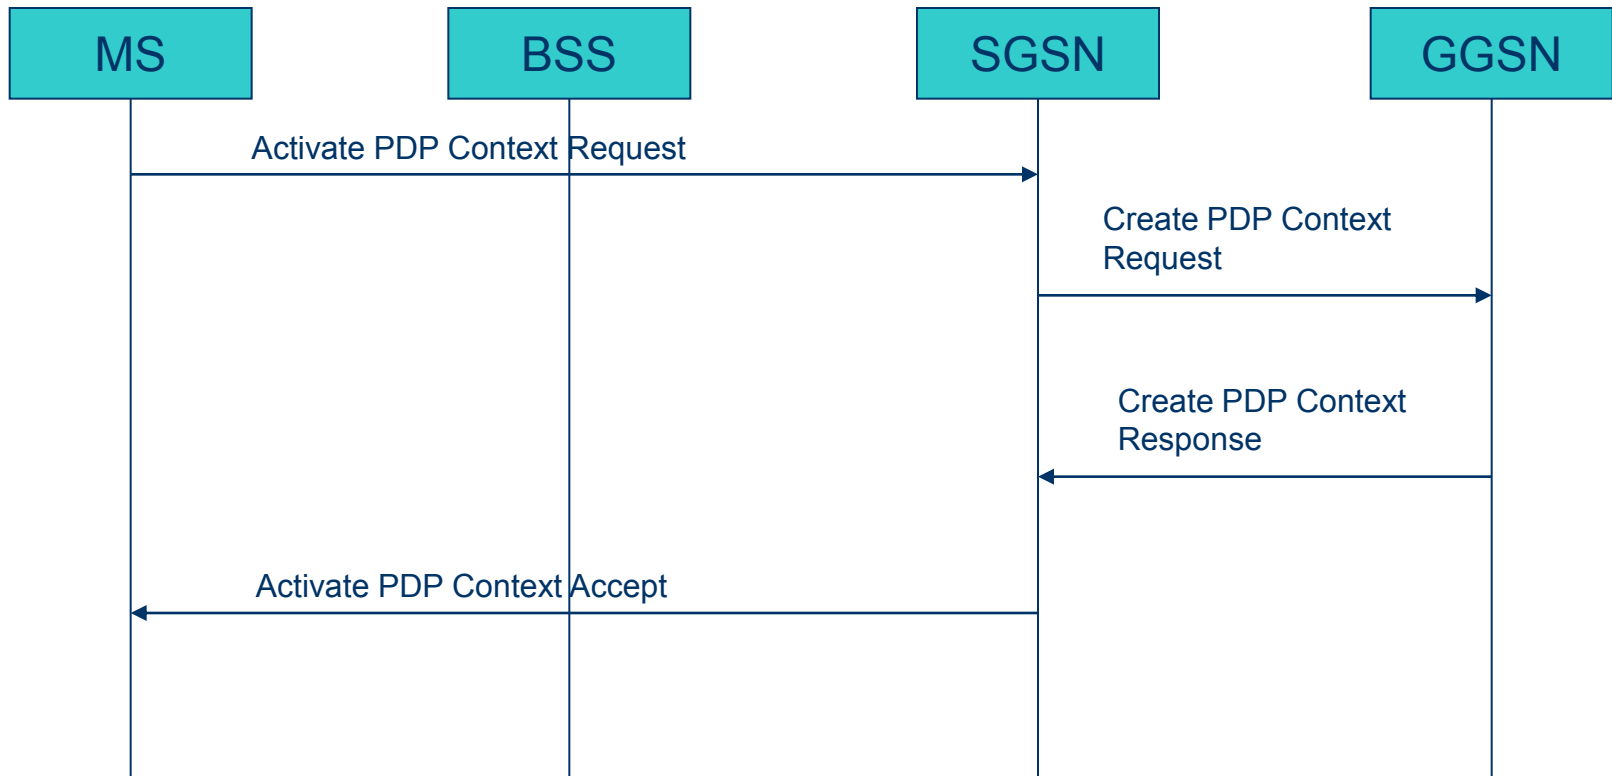 MS
BSS
SGSN
GGSN
Activate PDP Context Request
Create PDP Context
Request
Create PDP Context
Response
Activate PDP Context Accept